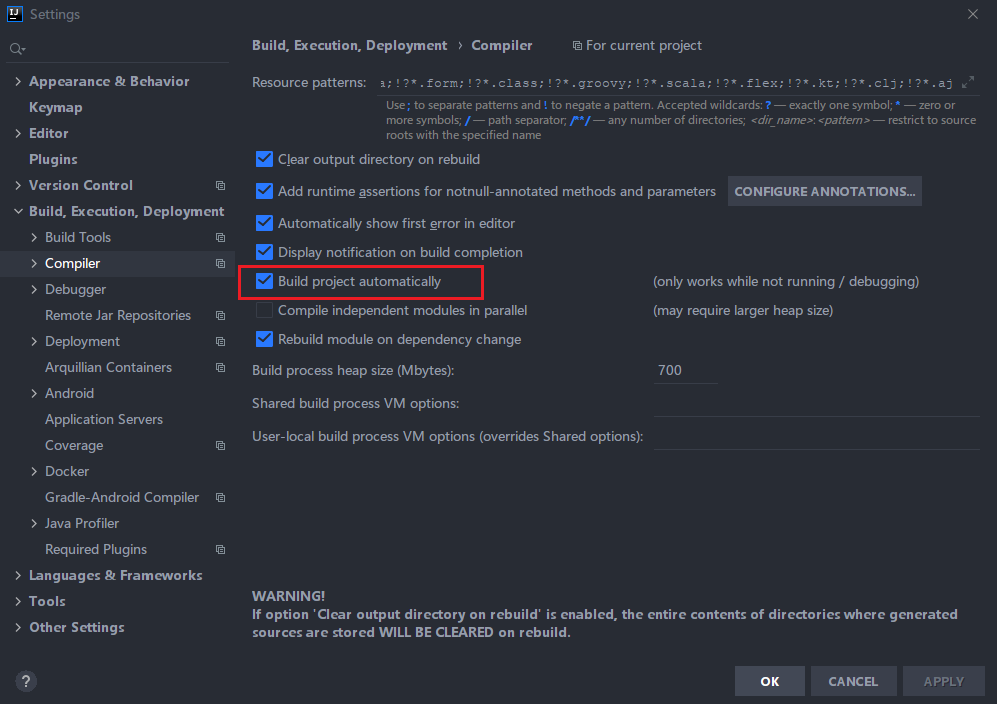 IJ Settings
Appearance & Behavior
Keymap
Editor
Plugins
Version Control
Build, Execution, Deployment
Build Tools
Compiler
Debugger
Remote Jar Repositories
Deployment
Arquillian Containers
Android
Application Servers
Coverage
Docker
Gradle-Android Compiler
Java Profiler
Required Plugins
Languages & Frameworks
Tools
Other Settings
?
Build, Execution, Deployment › Compiler For current project
Resource patterns: a;!?*.form;!?*.class;!?*.groovy;!?*.scala;!?*.flex;!?*.kt;!?*.clj;!?*.aj
Use ; to separate patterns and ! to negate a pattern. Accepted wildcards: ? — exactly one symbol; * — zero or
more symbols; / — path separator; /**/ — any number of directories; <dir_name>:<pattern> — restrict to source
roots with the specified name
Clear output directory on rebuild
Add runtime assertions for notnull-annotated methods and parameters CONFIGURE ANNOTATIONS...
Automatically show first error in editor
Display notification on build completion
Build project automatically (only works while not running / debugging)
Compile independent modules in parallel (may require larger heap size)
Rebuild module on dependency change
Build process heap size (Mbytes): 700
Shared build process VM options:
User-local build process VM options (overrides Shared options):
WARNING!
If option 'Clear output directory on rebuild' is enabled, the entire contents of directories where generated
sources are stored WILL BE CLEARED on rebuild.
OK CANCEL APPLY